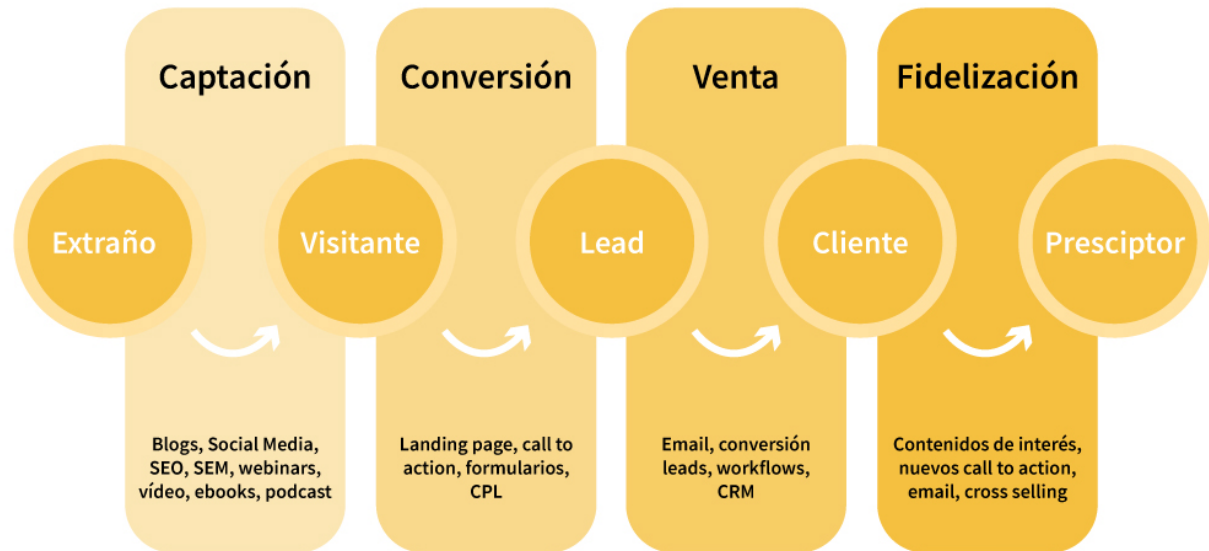 Captación
Conversión
Venta
Fidelización
Extraño
Visitante
Lead
Cliente
Presciptor
Blogs, Social Media,
SEO, SEM, webinars,
vídeo, ebooks, podcast
Landing page, call to
action, formularios,
CPL
Email, conversión
leads, workflows,
CRM
Contenidos de interés,
nuevos call to action,
email, cross selling